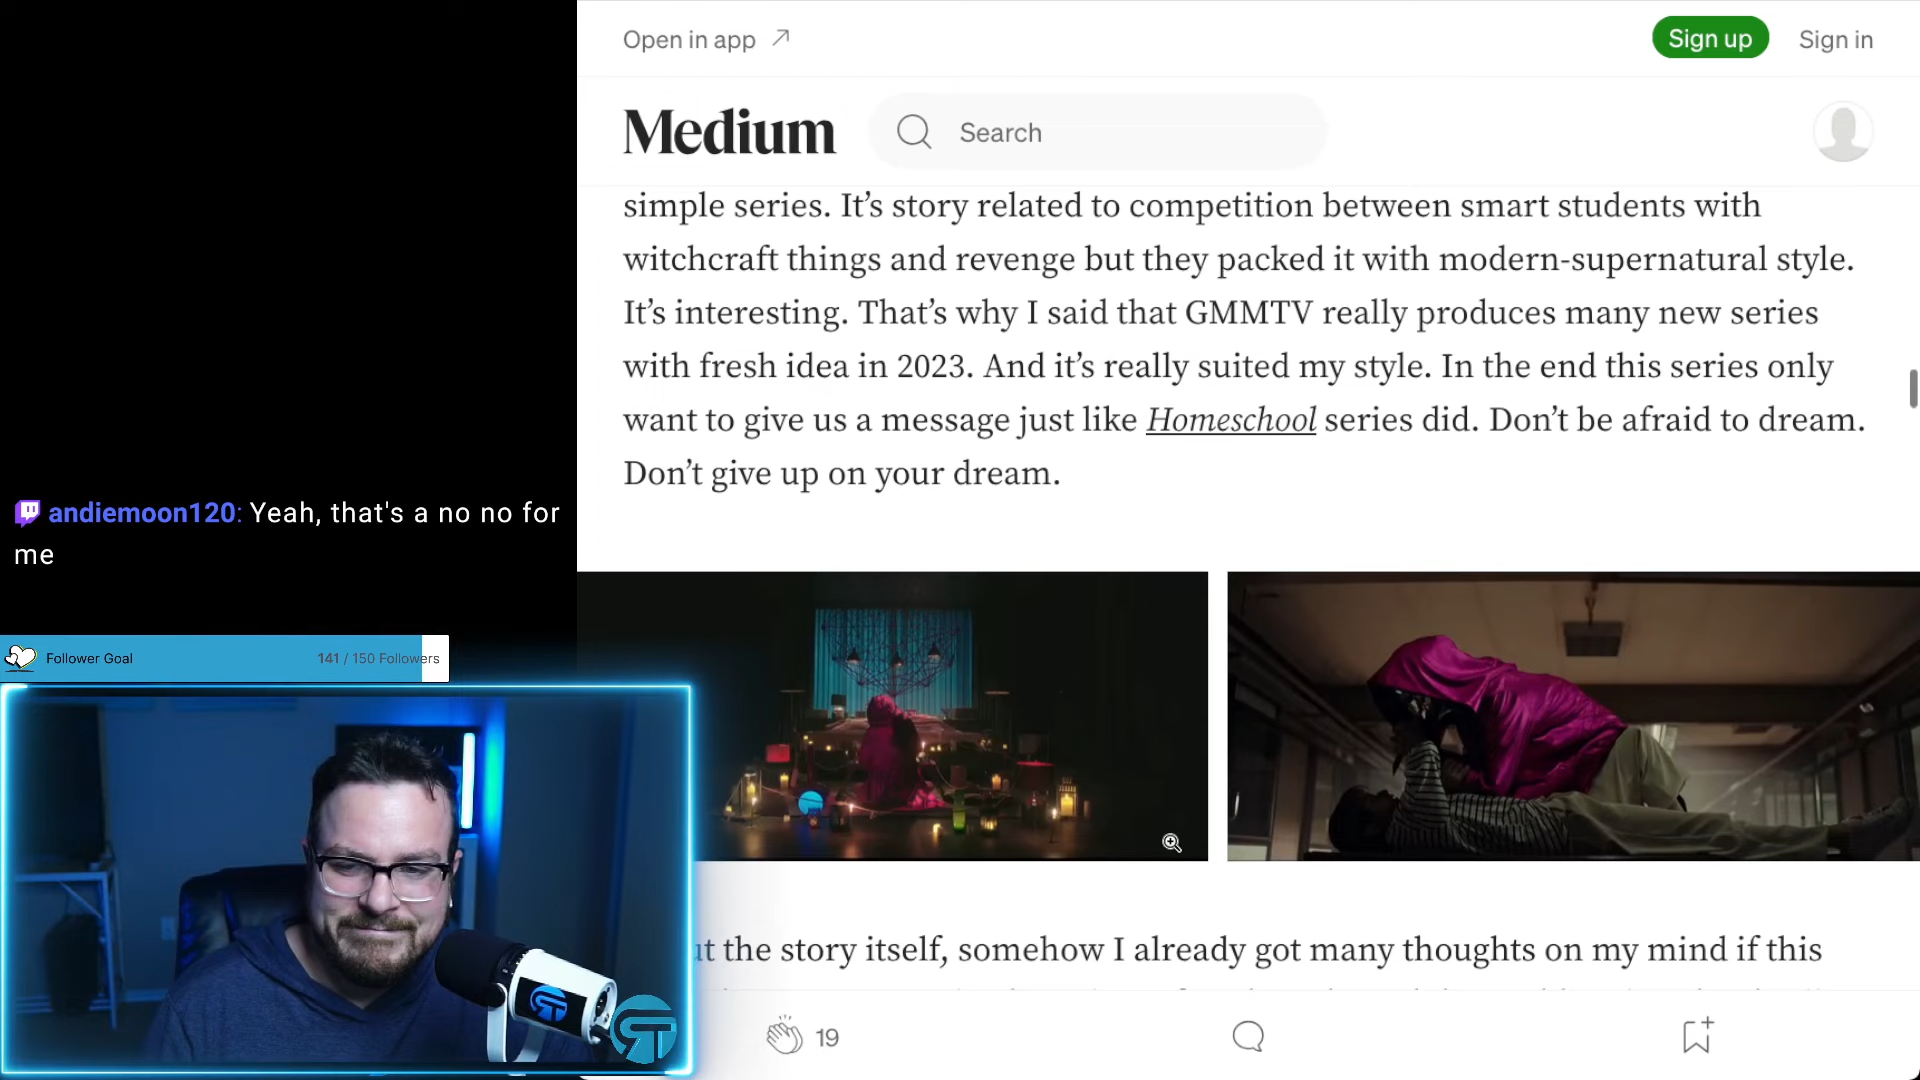 Open in app
Sign up
Sign in
Medium
Search
simple series. It’s story related to competition between smart students with
witchcraft things and revenge but they packed it with modern-supernatural style.
It’s interesting. That’s why I said that GMMTV really produces many new series
with fresh idea in 2023. And it’s really suited my style. In the end this series only
want to give us a message just like Homeschool series did. Don’t be afraid to dream.
Don’t give up on your dream.
andiemoon120: Yeah, that's a no no for
me
Follower Goal
141 / 150 Followers
the story itself, somehow I already got many thoughts on my mind if this
19